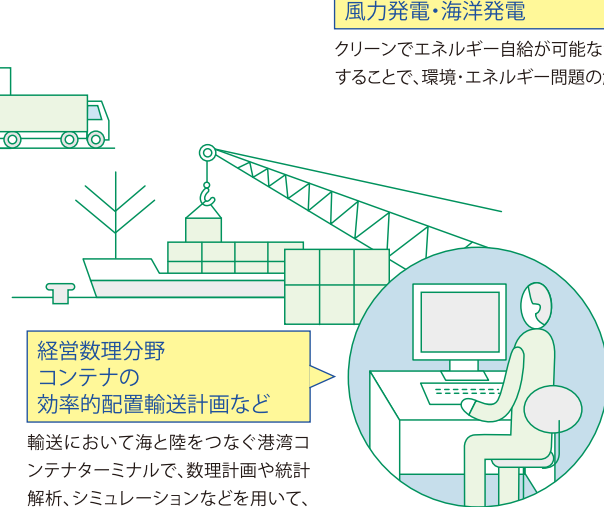 風力発電・海洋発電
クリーンでエネルギー自給が可能な
することで、環境・エネルギー問題の
経営数理分野
コンテナの
効率的配置輸送計画など
輸送において海と陸をつなぐ港湾コ
ンテナターミナルで、数理計画や統計
解析、シミュレーションなどを用いて、